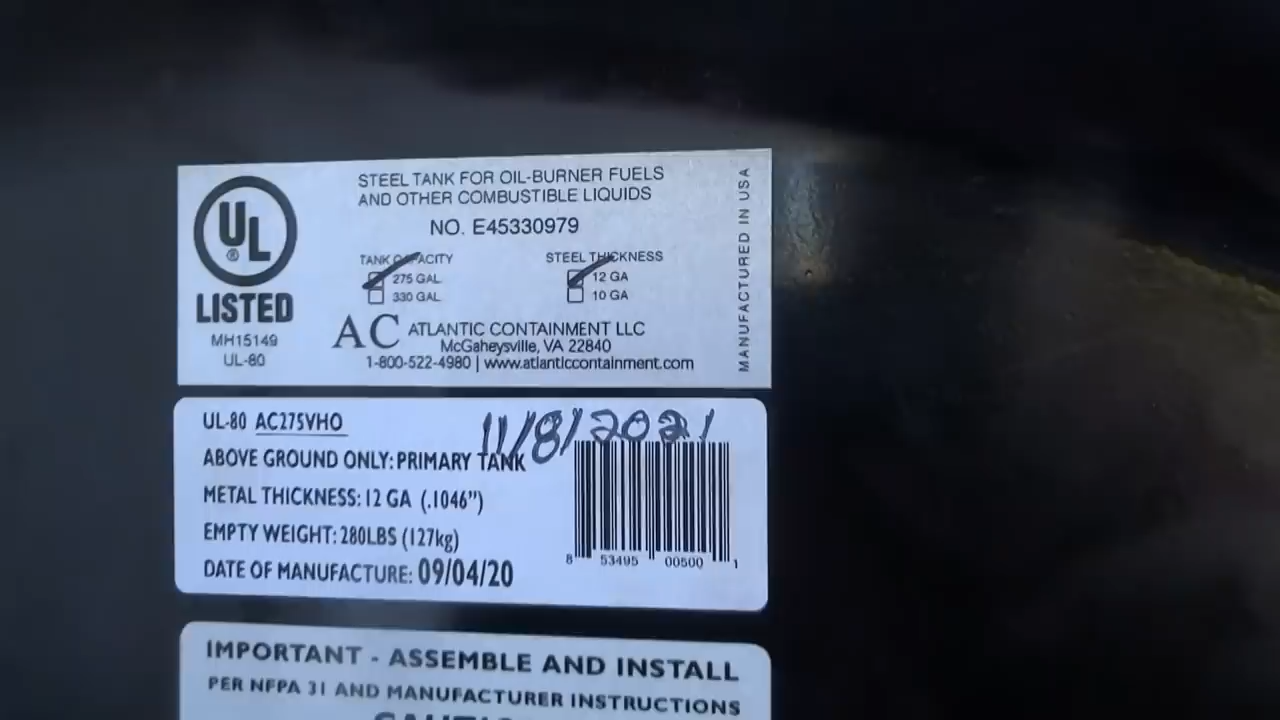 UL
®
LISTED
MH15149
UL-80
STEEL TANK FOR OIL-BURNER FUELS
AND OTHER COMBUSTIBLE LIQUIDS
NO. E45330979
TANK CAPACITY
275 GAL
330 GAL
STEEL THICKNESS
12 GA
10 GA
AC ATLANTIC CONTAINMENT LLC
McGaheysville, VA 22840
1-800-522-4980 | www.atlanticcontainment.com
MANUFACTURED IN USA
UL-80 AC275VHO
11/8/2021
ABOVE GROUND ONLY: PRIMARY TANK
METAL THICKNESS: 12 GA (.1046")
EMPTY WEIGHT: 280LBS (127kg)
DATE OF MANUFACTURE: 09/04/20
8 53495 00500 1
IMPORTANT - ASSEMBLE AND INSTALL
PER NFPA 31 AND MANUFACTURER INSTRUCTIONS